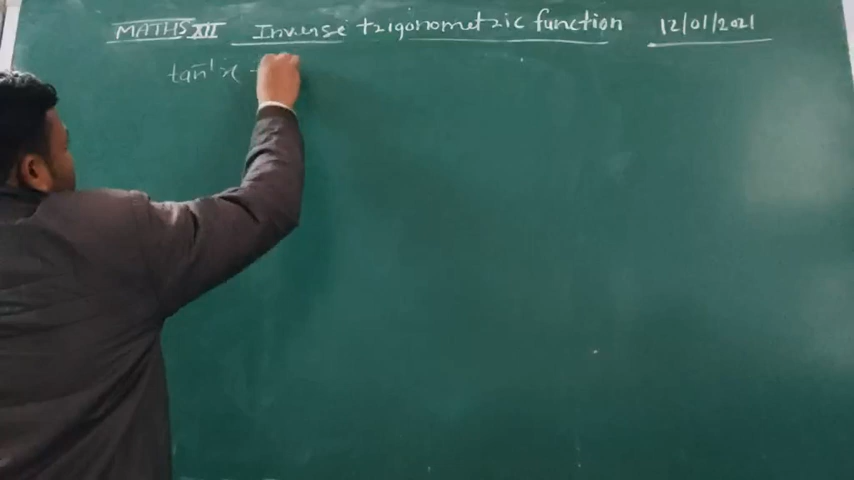 MATHS XII Inverse trigonometric function 12/01/2021
tan⁻¹x